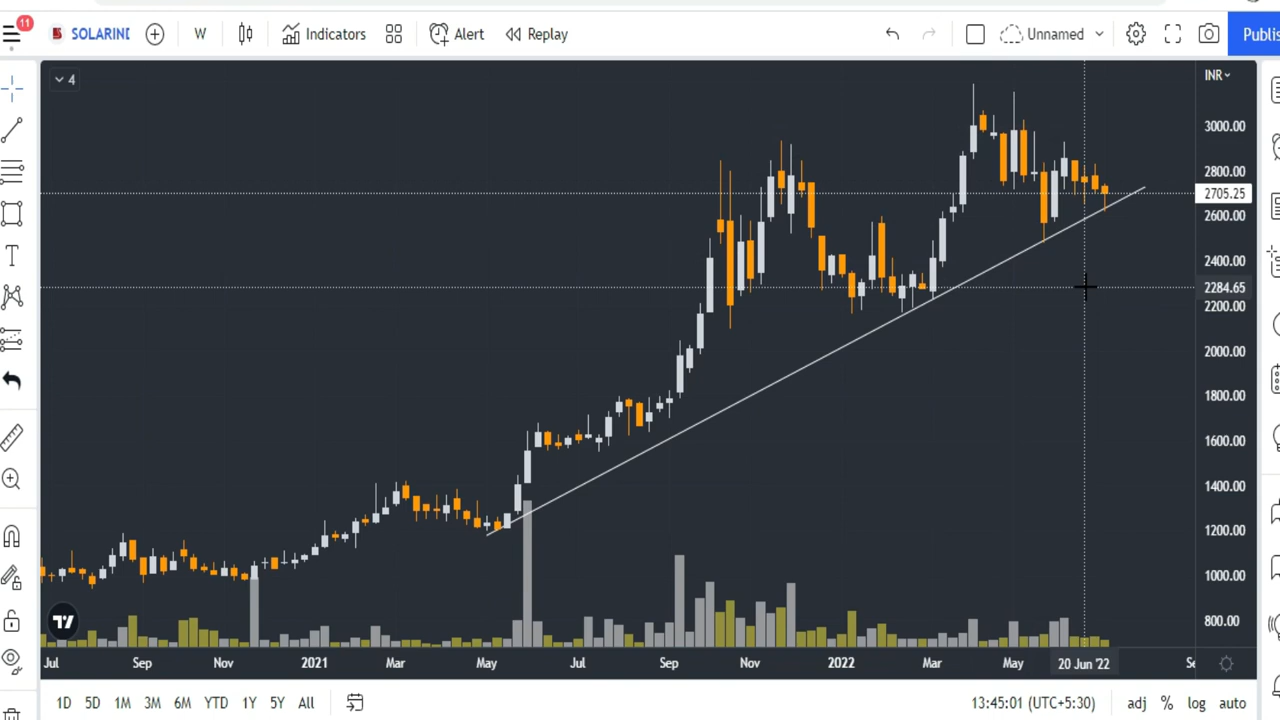 11
SOLARINI
W
Indicators
Alert
Replay
Unnamed
Publis
4
INR
3000.00
2800.00
2705.25
2600.00
2400.00
2284.65
2200.00
2000.00
1800.00
1600.00
1400.00
1200.00
1000.00
800.00
T
Jul Sep Nov 2021 Mar May Jul Sep Nov 2022 Mar May 20 Jun '22 Se
1D 5D 1M 3M 6M YTD 1Y 5Y All
13:45:01 (UTC+5:30) adj % log auto